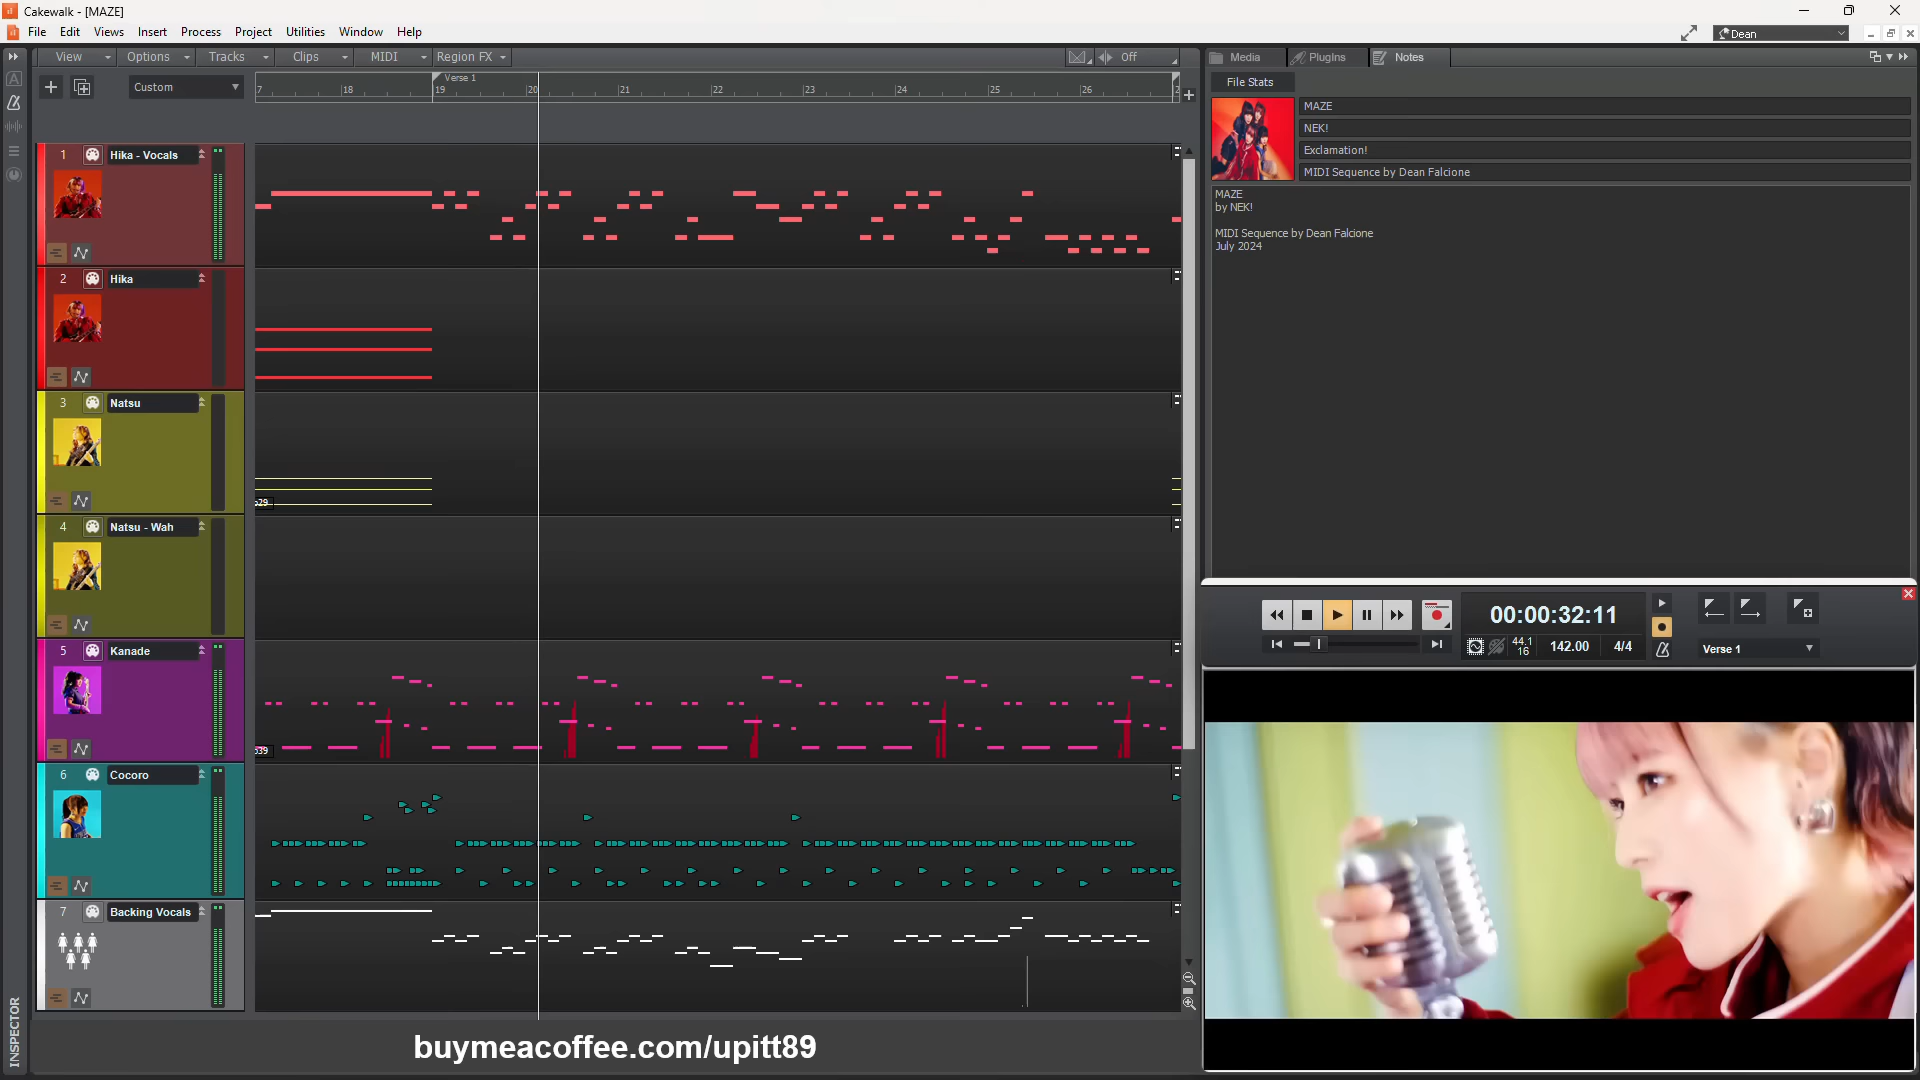 Cakewalk - [MAZE]
File Edit Views Insert Process Project Utilities Options Window Help
Dean
View Options Tracks Clips MIDI Region FX
Off
Media PlugIns Notes
Custom
Verse 1
7 18 19 20 21 22 23 24 25 26
File Stats
MAZE
NEK!
Exclamation!
MIDI Sequence by Dean Falcione
MAZE
by NEK!
MIDI Sequence by Dean Falcione
July 2024
1 Hika - Vocals
2 Hika
3 Natsu
4 Natsu - Wah
5 Kanade
6 Cocoro
7 Backing Vocals
00:00:32:11
44.1
16
142.00
4/4
Verse 1
INSPECTOR
buymeacoffee.com/upitt89